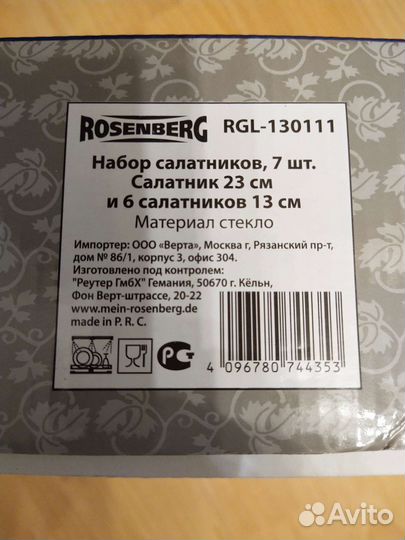 ROSENBERG RGL-130111
Набор салатников, 7 шт.
Салатник 23 см
и 6 салатников 13 см
Материал стекло
Импортер: ООО «Верта», Москва г, Рязанский пр-т,
дом № 86/1, корпус 3, офис 304.
Изготовлено под контролем:
"Реутер ГмбХ" Гемания, 50670 г. Кёльн,
Фон Верт-штрассе, 20-22
www.mein-rosenberg.de
made in P. R. C.
РС
4 096780 744353
Avito